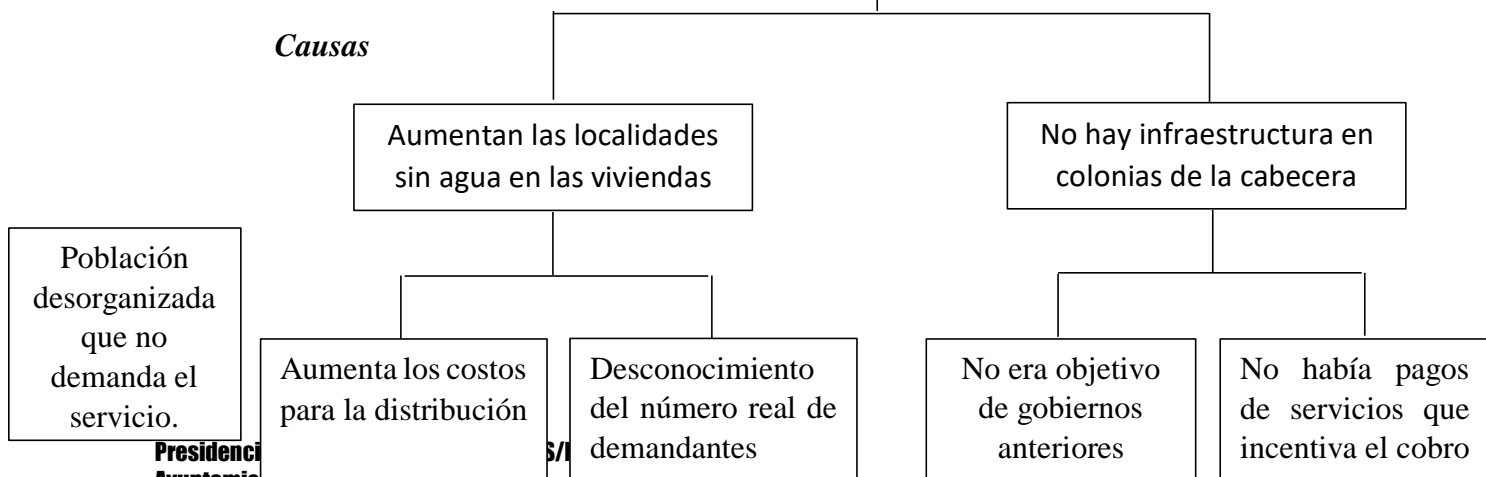 Causas
Aumentan las localidades
sin agua en las viviendas
No hay infraestructura en
colonias de la cabecera
Población
desorganizada
que no
demanda el
servicio.
Aumenta los costos
para la distribución
Desconocimiento
del número real de
demandantes
No era objetivo
de gobiernos
anteriores
No había pagos
de servicios que
incentiva el cobro
Presidenci